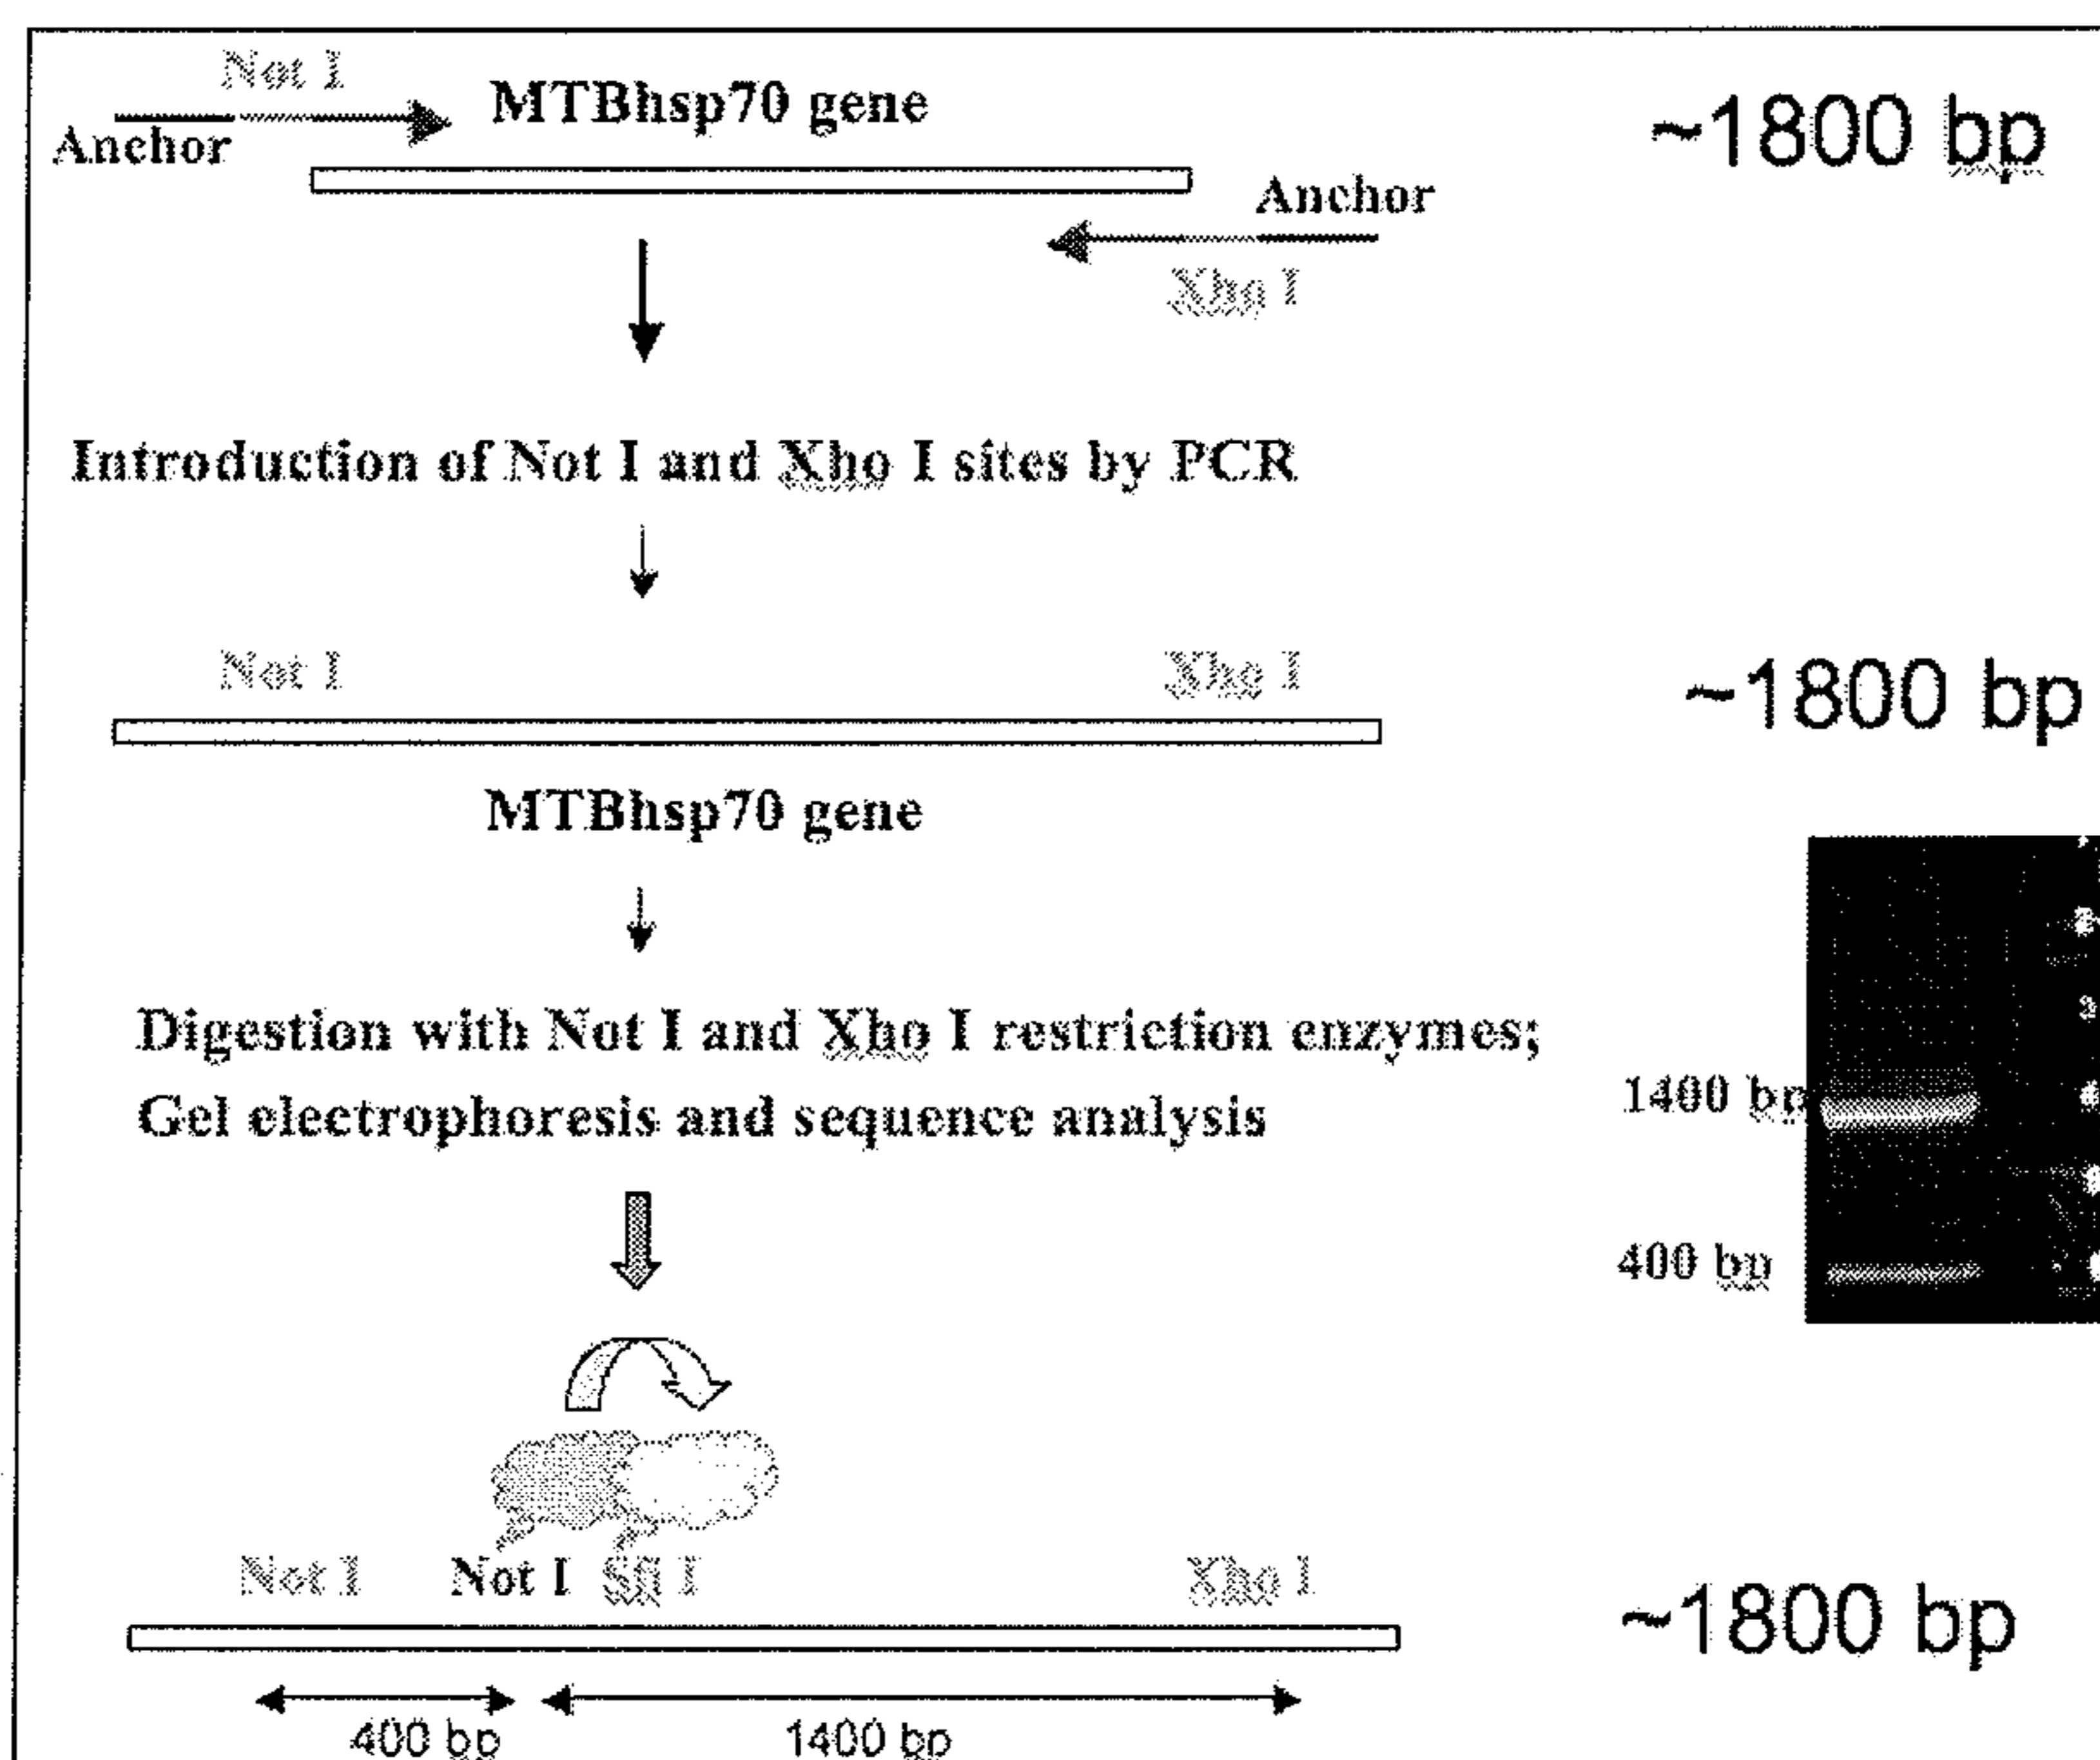 Not I
MTBhsp70 gene
~1800 bp
Anchor
Anchor
Xho I
Introduction of Not I and Xho I sites by PCR
Not I
Xho I
~1800 bp
MTBhsp70 gene
Digestion with Not I and Xho I restriction enzymes;
Gel electrophoresis and sequence analysis
1400 bp
400 bp
Not I Not I Sfi I Xho I
~1800 bp
400 bp 1400 bp